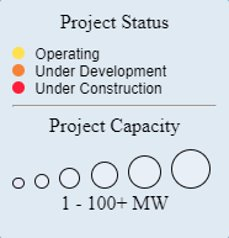 Project Status
Operating
Under Development
Under Construction
Project Capacity
1 - 100+ MW